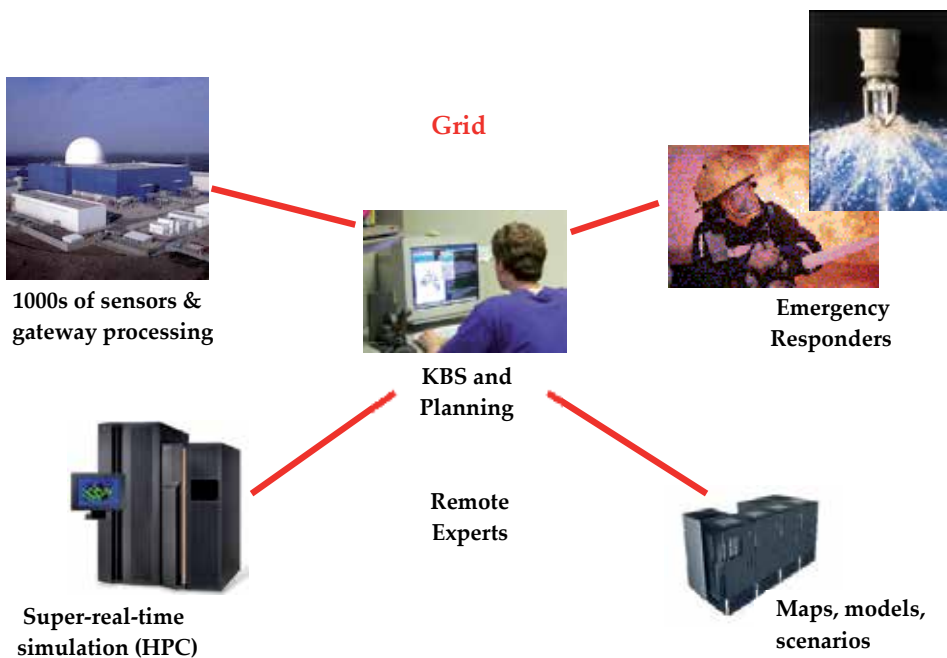 Grid
1000s of sensors &
gateway processing
Emergency
Responders
KBS and
Planning
Remote
Experts
Super-real-time
simulation (HPC)
Maps, models,
scenarios